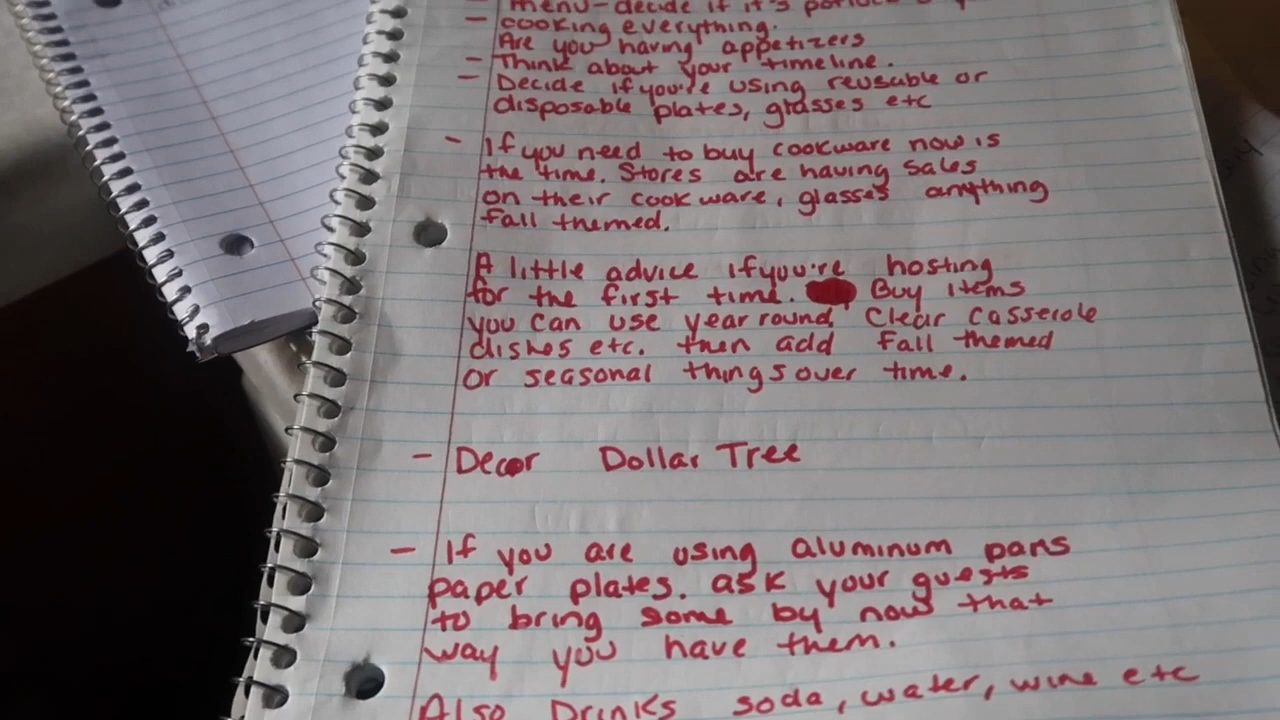 - menu - decide if it's
- cooking everything.
Are you having appetizers
- Think about your timeline.
- Decide if you're using reusable or
disposable plates, glasses etc
- If you need to buy cookware now is
the time. Stores are having sales
on their cookware, glasses anything
fall themed.
A little advice if you're hosting
for the first time. Buy items
you can use year round. Clear casserole
dishes etc. then add fall themed
or seasonal things over time.
- Decor Dollar Tree
- If you are using aluminum pans
paper plates. ask your guests
to bring some by now that
way you have them.
Also Drinks soda, water, wine etc